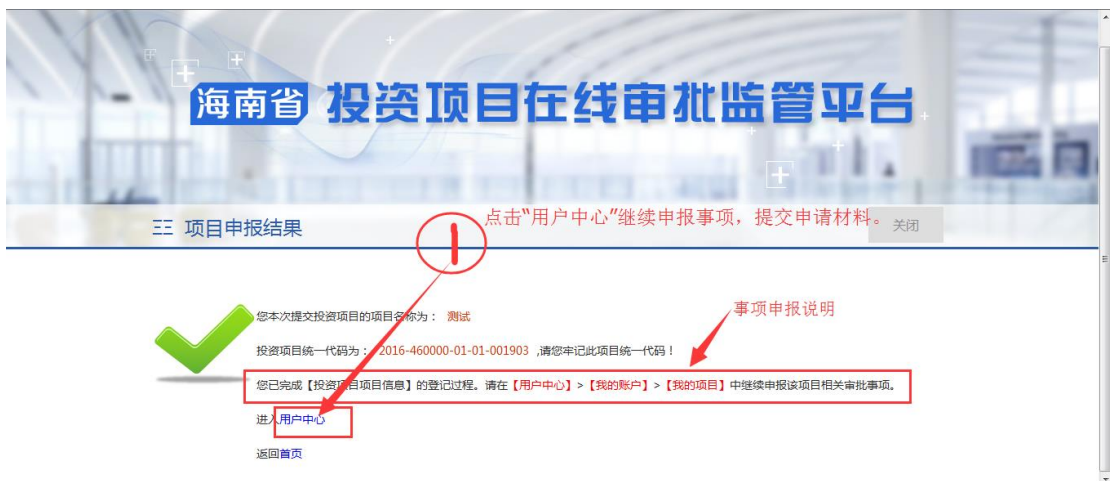 海南省 投资项目在线审批监管平台
项目申报结果
1
点击“用户中心”继续申报事项，提交申请材料。
关闭
事项申报说明
您本次提交投资项目的项目名称为： 测试
投资项目统一代码为： 2016-460000-01-01-001903 ,请您牢记此项目统一代码！
您已完成【投资项目项目信息】的登记过程。请在【用户中心】>【我的账户】>【我的项目】中继续申报该项目相关审批事项。
进入用户中心
返回首页